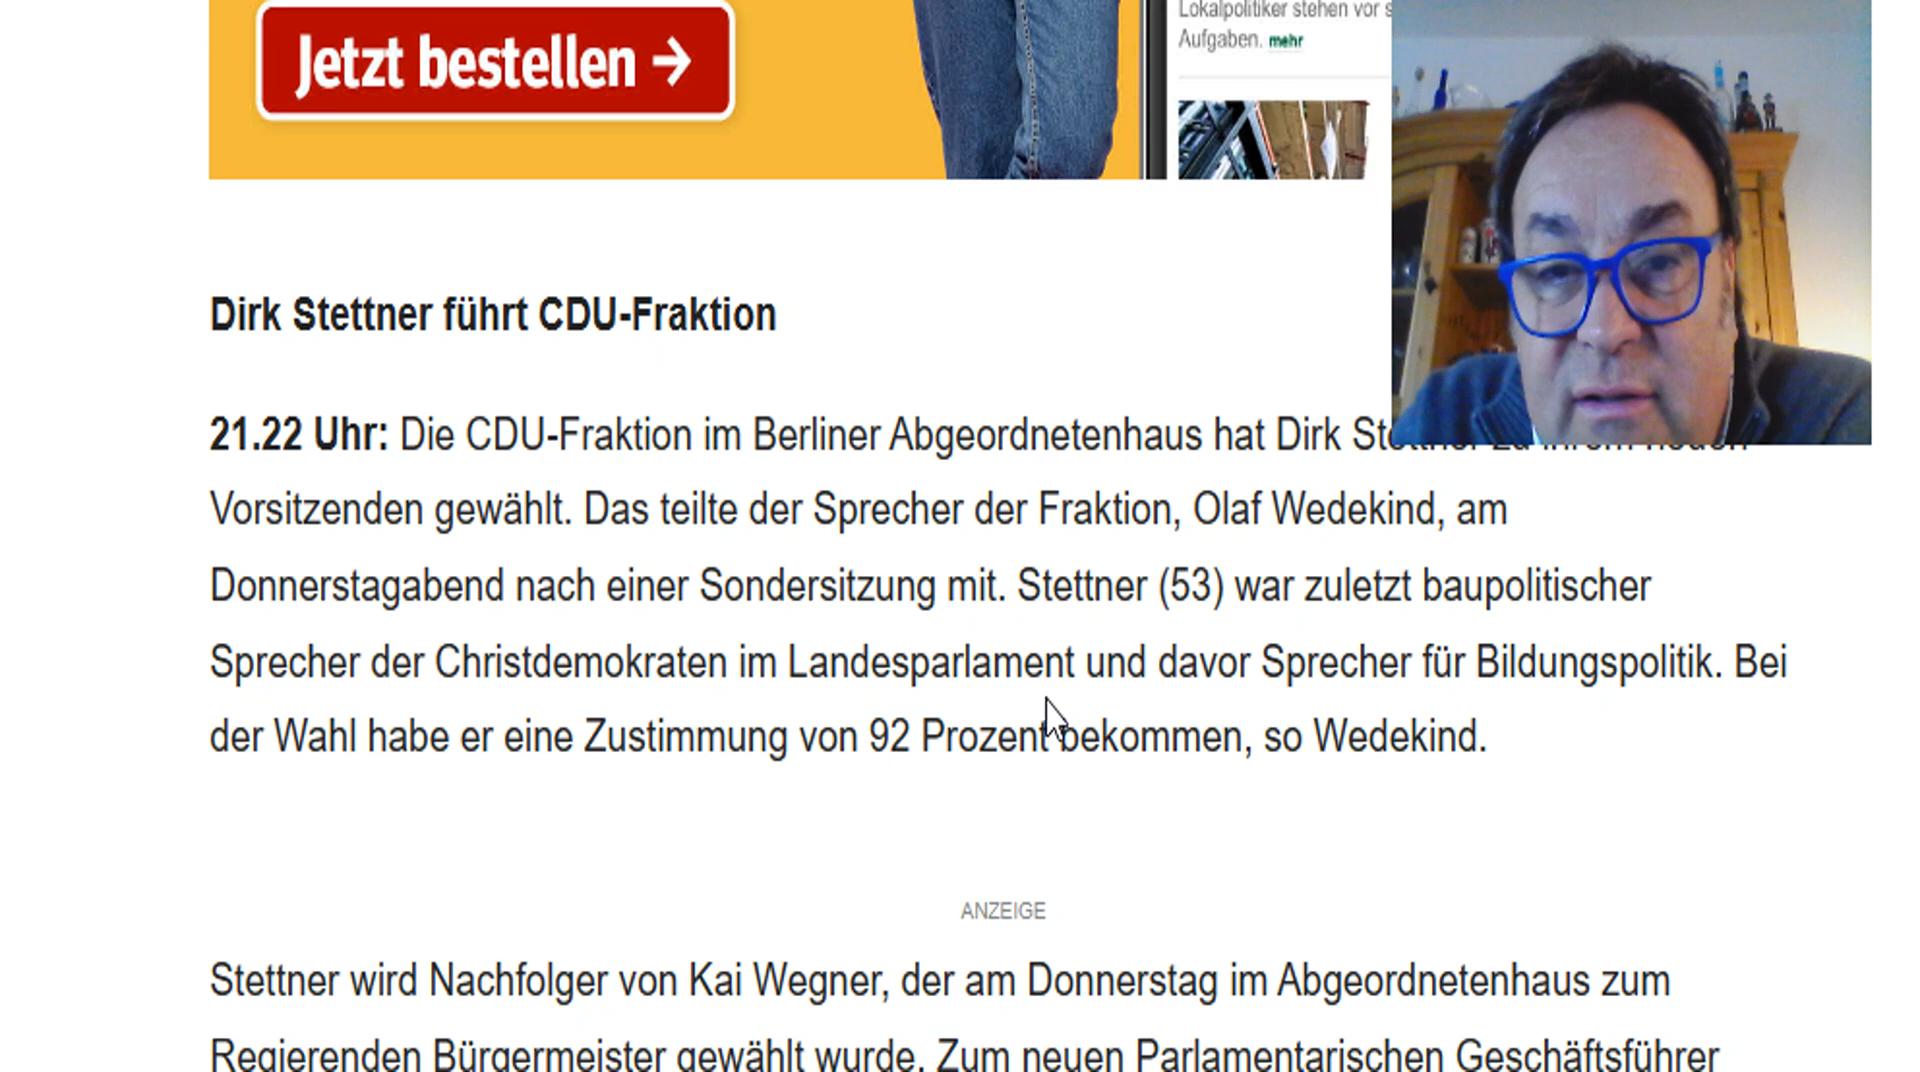 Jetzt bestellen →
Lokalpolitiker stehen vor
Aufgaben. mehr
Dirk Stettner führt CDU-Fraktion
21.22 Uhr: Die CDU-Fraktion im Berliner Abgeordnetenhaus hat Dirk Stettner zu ihrem neuen
Vorsitzenden gewählt. Das teilte der Sprecher der Fraktion, Olaf Wedekind, am
Donnerstagabend nach einer Sondersitzung mit. Stettner (53) war zuletzt baupolitischer
Sprecher der Christdemokraten im Landesparlament und davor Sprecher für Bildungspolitik. Bei
der Wahl habe er eine Zustimmung von 92 Prozent bekommen, so Wedekind.
ANZEIGE
Stettner wird Nachfolger von Kai Wegner, der am Donnerstag im Abgeordnetenhaus zum
Regierenden Bürgermeister gewählt wurde. Zum neuen Parlamentarischen Geschäftsführer